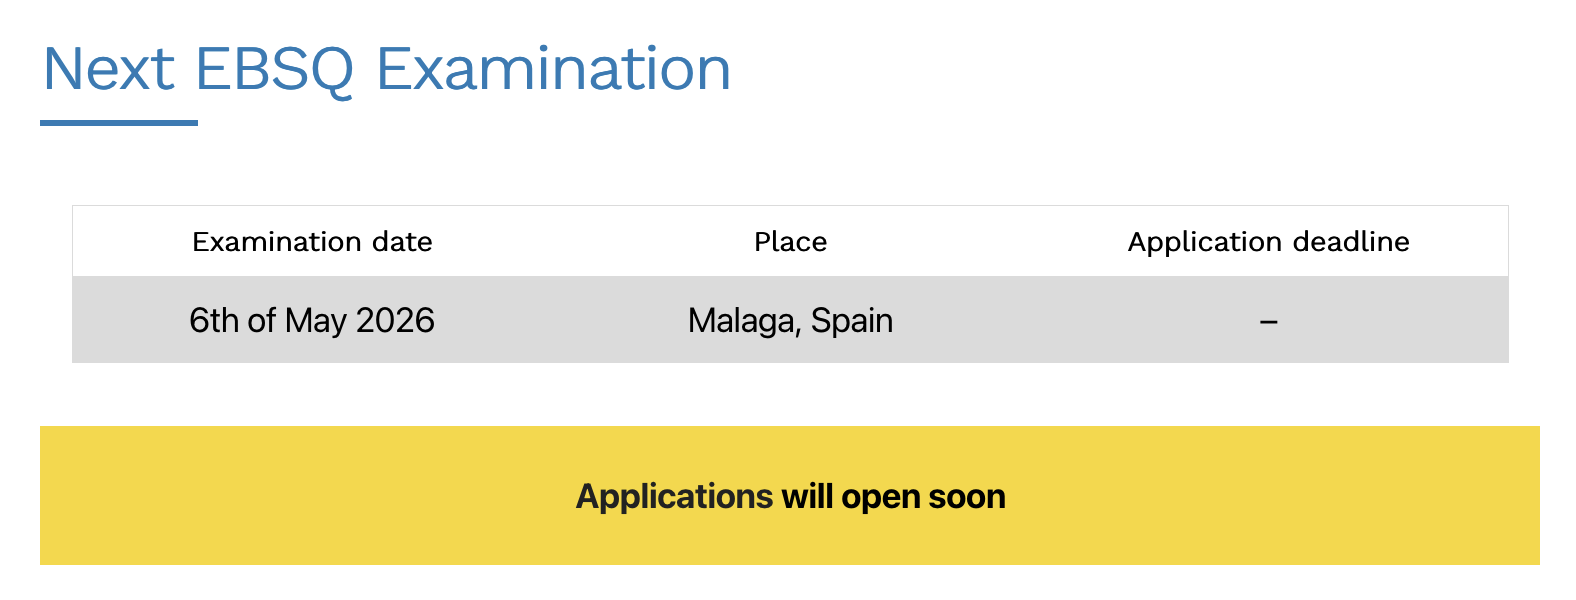 Next EBSQ Examination
Examination date Place Application deadline
6th of May 2026 Malaga, Spain –
Applications will open soon